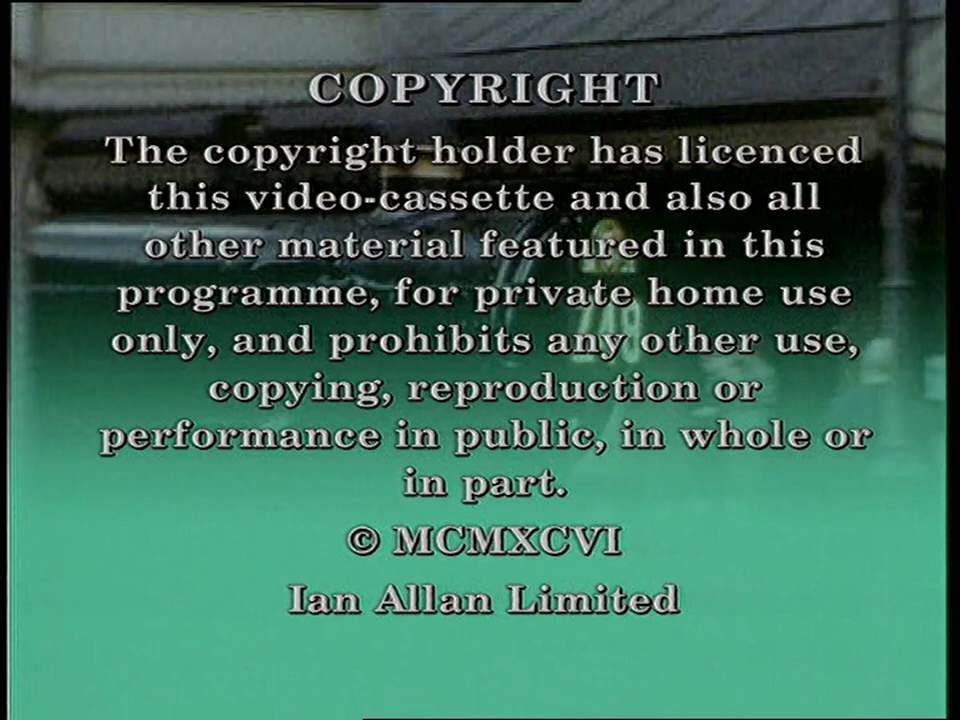 COPYRIGHT
The copyright holder has licenced
this video-cassette and also all
other material featured in this
programme, for private home use
only, and prohibits any other use,
copying, reproduction or
performance in public, in whole or
in part.
© MCMXCVI
Ian Allan Limited